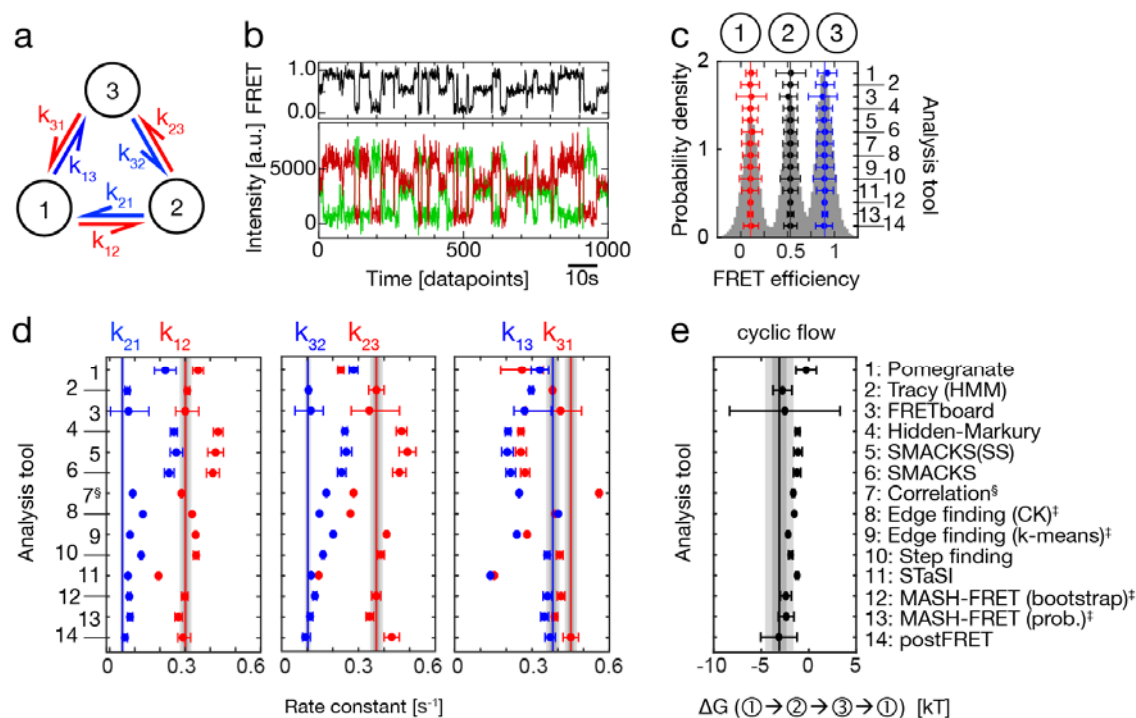 a
3
k31
k13
k23
k32
1
k21
k12
2
b
FRET
1.0
0.0
Intensity [a.u.]
5000
0
0
500
1000
Time [datapoints]
10s
c
1
2
3
Probability density
2
1
0
0
0.5
1
FRET efficiency
1
2
3
4
5
6
7
8
9
10
11
12
13
14
Analysis tool
d
k21
k12
k32
k23
k13
k31
Analysis tool
1
2
3
4
5
6
7§
8
9
10
11
12
13
14
0
0.3
0.6
0
0.3
0.6
0
0.3
0.6
Rate constant [s⁻¹]
e
cyclic flow
Analysis tool
1: Pomegranate
2: Tracy (HMM)
3: FRETboard
4: Hidden-Markury
5: SMACKS(SS)
6: SMACKS
7: Correlation§
8: Edge finding (CK)‡
9: Edge finding (k-means)‡
10: Step finding
11: STaSI
12: MASH-FRET (bootstrap)‡
13: MASH-FRET (prob.)‡
14: postFRET
-10
-5
0
5
ΔG (①→②→③→①) [kT]